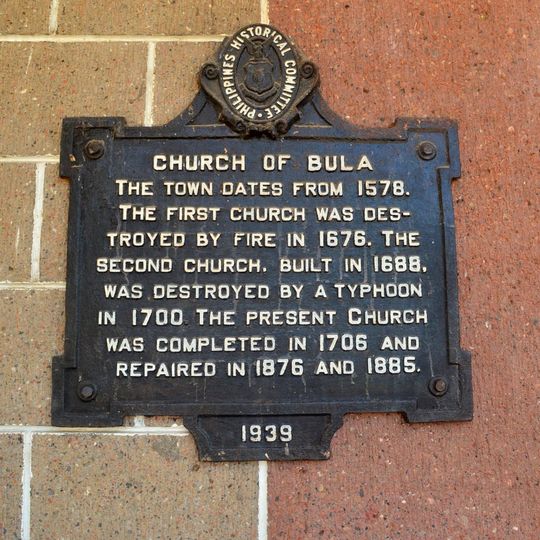 PHILIPPINES HISTORICAL COMMITTEE
CHURCH OF BULA
THE TOWN DATES FROM 1578.
THE FIRST CHURCH WAS DES-
TROYED BY FIRE IN 1676. THE
SECOND CHURCH, BUILT IN 1688,
WAS DESTROYED BY A TYPHOON
IN 1700 THE PRESENT CHURCH
WAS COMPLETED IN 1706 AND
REPAIRED IN 1876 AND 1885.
1939